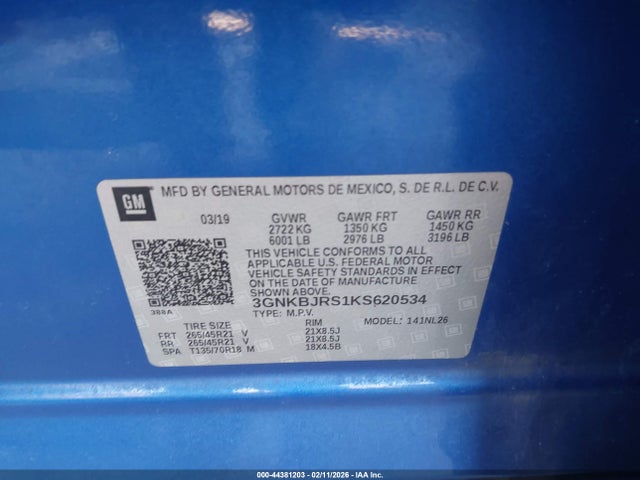 GM
MFD BY GENERAL MOTORS DE MEXICO, S. DE R.L. DE C.V.
03/19 GVWR GAWR FRT GAWR RR
2722 KG 1350 KG 1450 KG
6001 LB 2976 LB 3196 LB
THIS VEHICLE CONFORMS TO ALL
APPLICABLE U.S. FEDERAL MOTOR
VEHICLE SAFETY STANDARDS IN EFFECT
ON THE DATE OF MANUFACTURE
SHOWN ABOVE.
388A
3GNKBJRS1KS620534
TYPE: M.P.V. MODEL: 141NL26
TIRE SIZE RIM
FRT 265/45R21 V 21X8.5J
RR 265/45R21 V 21X8.5J
SPA T135/70R18 M 18X4.5B
000-44381203 - 02/11/2026 - IAA Inc.